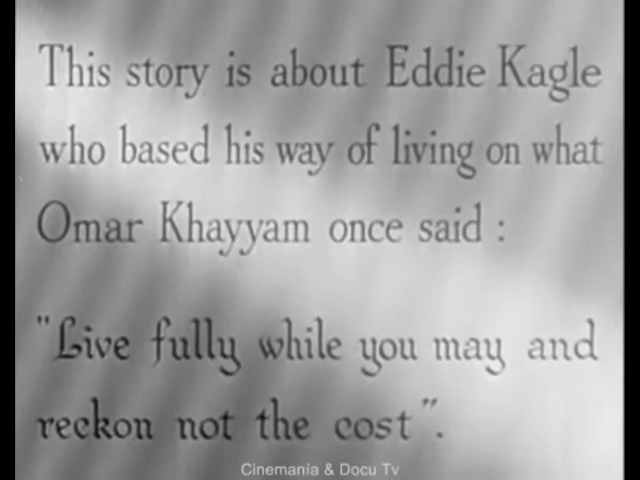 This story is about Eddie Kagle
who based his way of living on what
Omar Khayyam once said :
"Live fully while you may and
reckon not the cost".
Cinemanía & Docu Tv